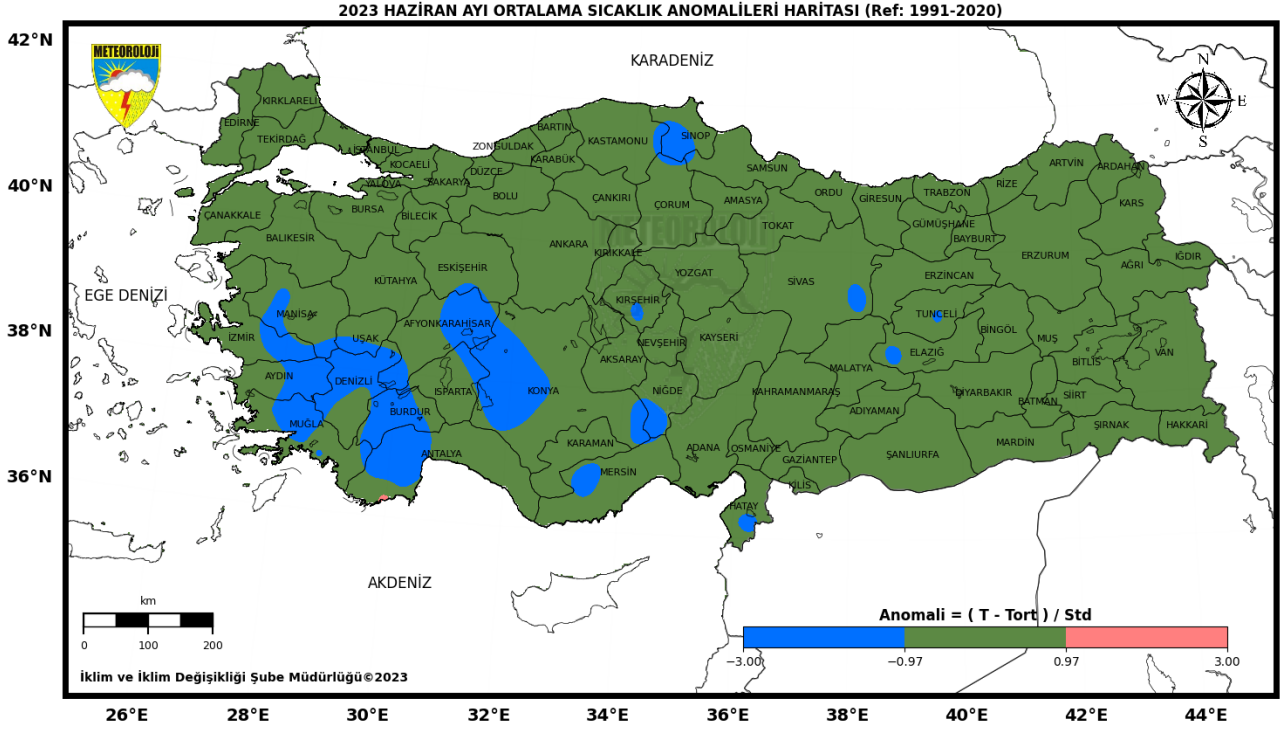 2023 HAZİRAN AYI ORTALAMA SICAKLIK ANOMALİLERİ HARİTASI (Ref: 1991-2020)
42°N
40°N
38°N
36°N
METEOROLOJİ
KARADENİZ
N
W E
S
KIRKLARELİ
EDİRNE
TEKİRDAĞ
İSTANBUL
KOCAELİ
YALOVA
SAKARYA
DÜZCE
ZONGULDAK
BARTIN
KARABÜK
KASTAMONU
SİNOP
SAMSUN
ORDU
GİRESUN
TRABZON
RİZE
ARTVİN
ARDAHAN
KARS
ÇANAKKALE
BALIKESİR
BURSA
BİLECİK
BOLU
ÇANKIRI
ÇORUM
AMASYA
TOKAT
GÜMÜŞHANE
BAYBURT
ERZURUM
AĞRI
IĞDIR
METEOROLOJİ
ANKARA
KIRIKKALE
ESKİŞEHİR
KÜTAHYA
YOZGAT
SİVAS
ERZİNCAN
EGE DENİZİ
MANİSA
İZMİR
UŞAK
AFYONKARAHİSAR
KIRŞEHİR
NEVŞEHİR
KAYSERİ
AKSARAY
TUNCELİ
BİNGÖL
MUŞ
ELAZIĞ
MALATYA
BİTLİS
VAN
AYDIN
DENİZLİ
ISPARTA
BURDUR
KONYA
NİĞDE
KAHRAMANMARAŞ
ADIYAMAN
DİYARBAKIR
BATMAN
SİİRT
ŞIRNAK
HAKKARİ
MUĞLA
ANTALYA
KARAMAN
MERSİN
ADANA
OSMANİYE
GAZİANTEP
KİLİS
ŞANLIURFA
MARDİN
HATAY
AKDENİZ
km
0 100 200
İklim ve İklim Değişikliği Şube Müdürlüğü©2023
Anomali = ( T - Tort ) / Std
−3.00 −0.97 0.97 3.00
26°E 28°E 30°E 32°E 34°E 36°E 38°E 40°E 42°E 44°E